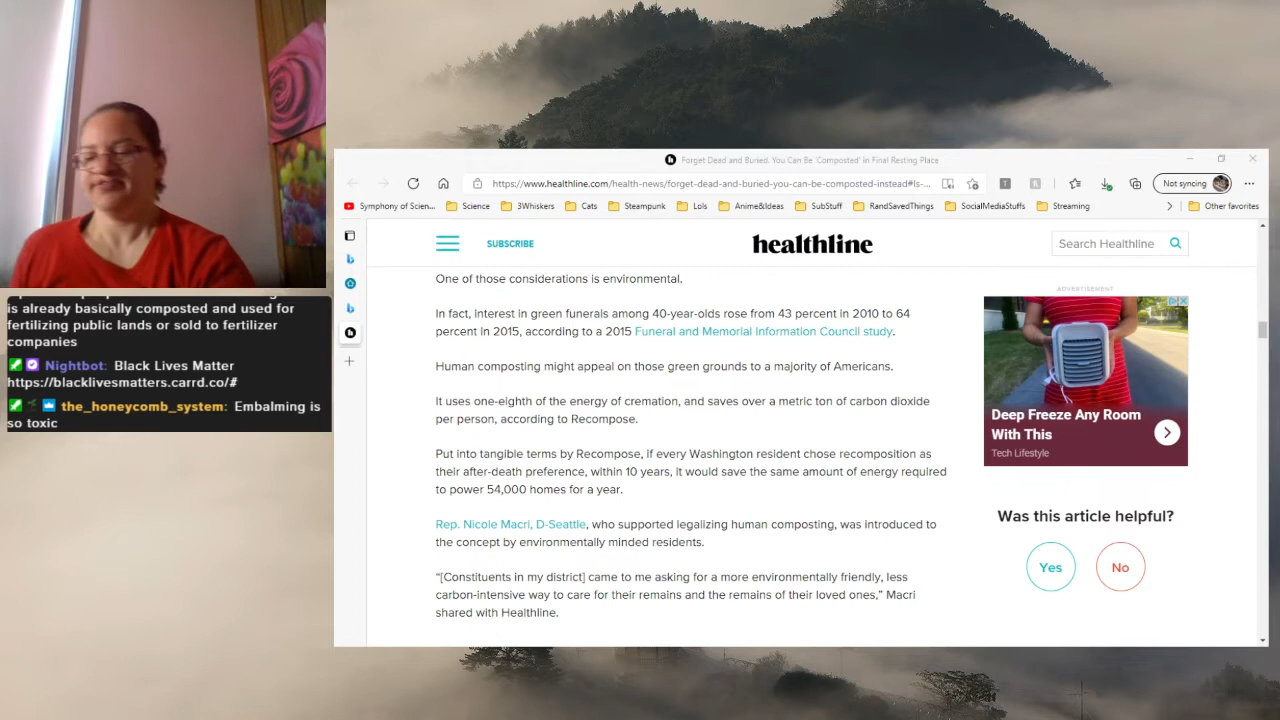 is already basically composted and used for
fertilizing public lands or sold to fertilizer
companies
Nightbot: Black Lives Matter
https://blacklivesmatters.carrd.co/#
the_honeycomb_system: Embalming is
so toxic
Forget Dead and Buried. You Can Be 'Composted' in Final Resting Place
https://www.healthline.com/health-news/forget-dead-and-buried-you-can-be-composted-instead#Is-...
Not syncing
Symphony of Scien...
Science
3Whiskers
Cats
Steampunk
Lols
Anime&Ideas
SubStuff
RandSavedThings
SocialMediaStuffs
Streaming
Other favorites
SUBSCRIBE
healthline
Search Healthline
One of those considerations is environmental.
In fact, interest in green funerals among 40-year-olds rose from 43 percent in 2010 to 64
percent in 2015, according to a 2015 Funeral and Memorial Information Council study.
Human composting might appeal on those green grounds to a majority of Americans.
It uses one-eighth of the energy of cremation, and saves over a metric ton of carbon dioxide
per person, according to Recompose.
Put into tangible terms by Recompose, if every Washington resident chose recomposition as
their after-death preference, within 10 years, it would save the same amount of energy required
to power 54,000 homes for a year.
Rep. Nicole Macri, D-Seattle, who supported legalizing human composting, was introduced to
the concept by environmentally minded residents.
“[Constituents in my district] came to me asking for a more environmentally friendly, less
carbon-intensive way to care for their remains and the remains of their loved ones,” Macri
shared with Healthline.
ADVERTISEMENT
Deep Freeze Any Room
With This
Tech Lifestyle
Was this article helpful?
Yes
No